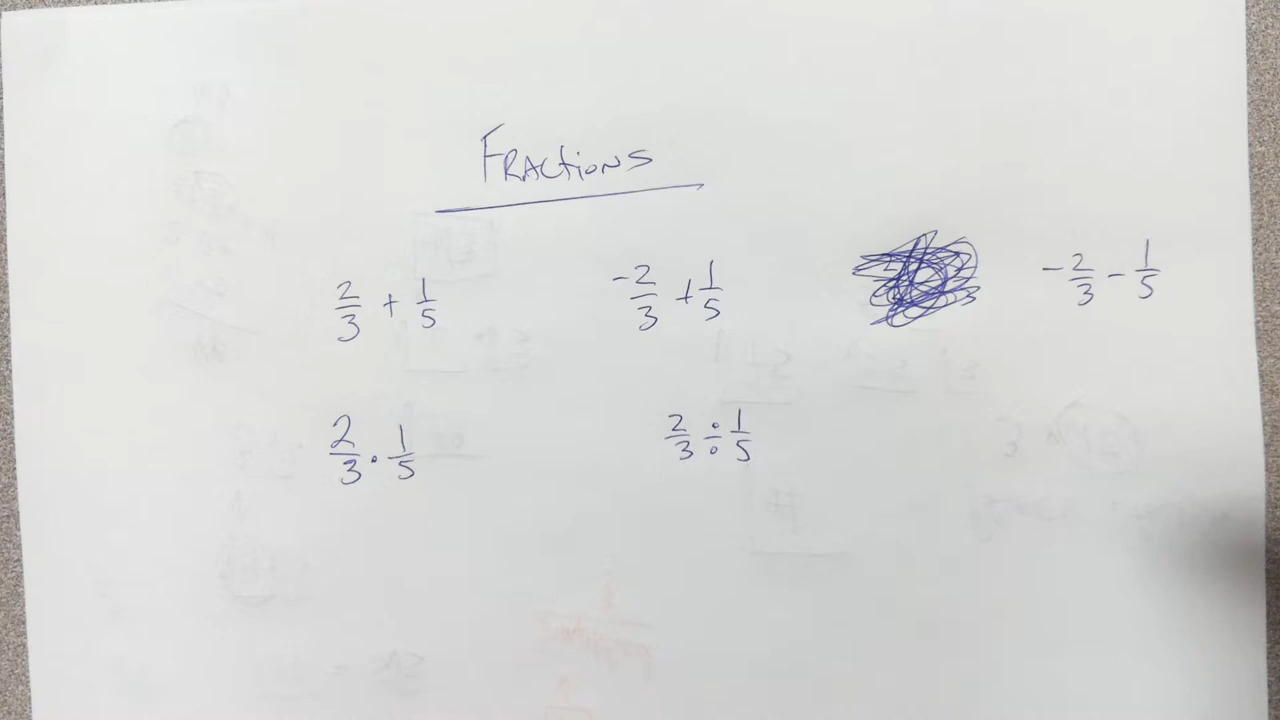 FRActioNS
2/3 + 1/5   -2/3 + 1/5   -2/3 - 1/5
2/3 · 1/5   2/3 ÷ 1/5